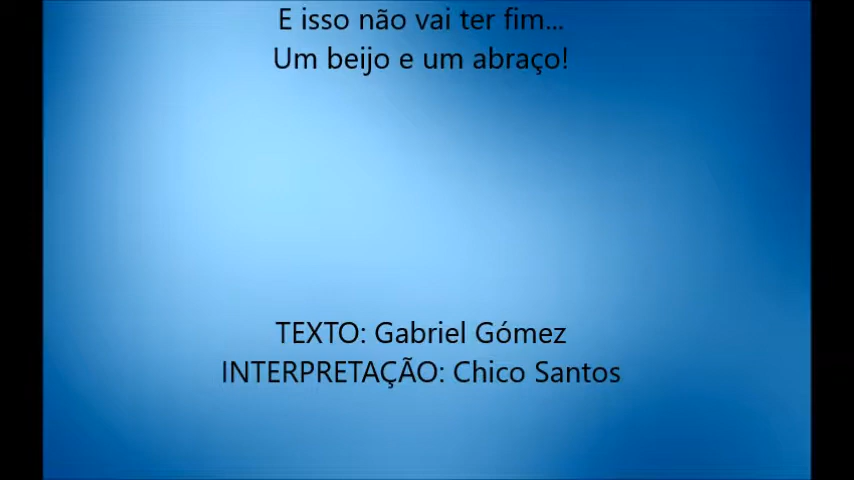 E isso não vai ter fim...
Um beijo e um abraço!
TEXTO: Gabriel Gómez
INTERPRETAÇÃO: Chico Santos